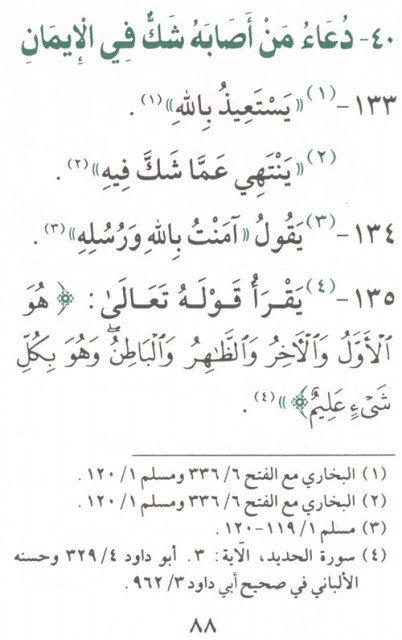 ٤٠- دُعَاءُ مَنْ أَصَابَهُ شَكٌّ فِي الْإِيمَانِ
١٣٣-(١)«يَسْتَعِيذُ بِاللهِ»(١).
(٢)«يَنْتَهِي عَمَّا شَكَّ فِيهِ»(٢).
١٣٤-(٣)يَقُولُ «آمَنْتُ بِاللهِ وَرُسُلِهِ»(٣).
١٣٥-(٤)يَقْرَأُ قَوْلَهُ تَعَالَىٰ: ﴿هُوَ
ٱلْأَوَّلُ وَٱلْآخِرُ وَٱلظَّاهِرُ وَٱلْبَاطِنُ ۖ وَهُوَ بِكُلِّ
شَىْءٍ عَلِيمٌ﴾»(٤).
(١) البخاري مع الفتح ٦/ ٣٣٦ ومسلم ١/ ١٢٠.
(٢) البخاري مع الفتح ٦/ ٣٣٦ ومسلم ١/ ١٢٠.
(٣) مسلم ١/ ١١٩-١٢٠.
(٤) سورة الحديد، الآية: ٣. أبو داود ٤/ ٣٢٩ وحسنه
الألباني في صحيح أبي داود ٣/ ٩٦٢.
٨٨